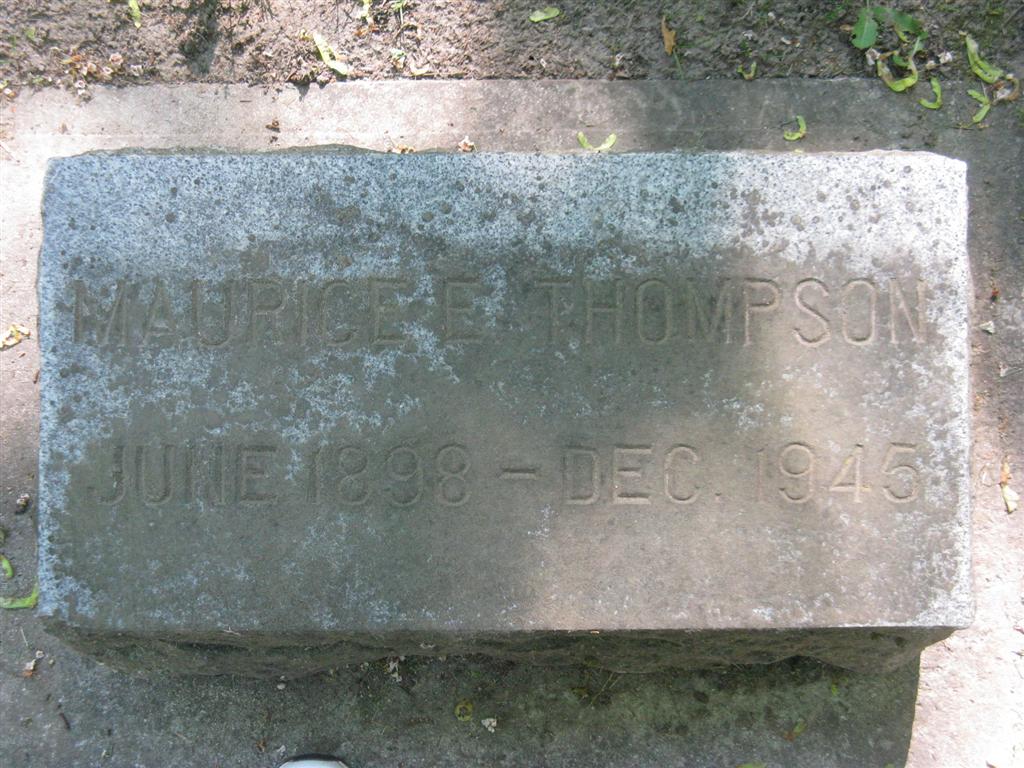 MAURICE E. THOMPSON
JUNE 1898 – DEC. 1945